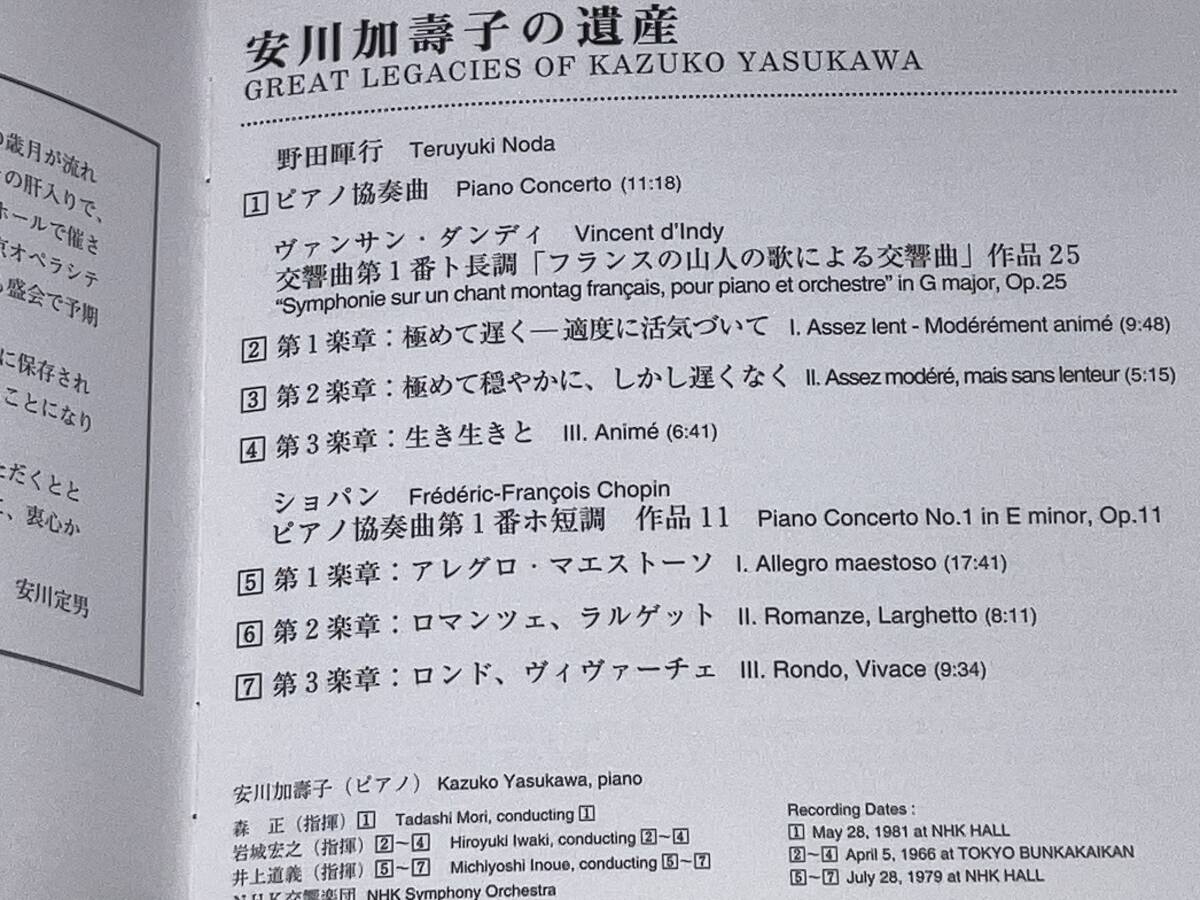 の歳月が流れ
の肝入りで、
ホールで催さ
京オペラシテ
も盛会で予期
に保存され
ことになり
ただくとと
に、衷心か
安川定男
安川加壽子の遺産
GREAT LEGACIES OF KAZUKO YASUKAWA
野田暉行 Teruyuki Noda
1 ピアノ協奏曲 Piano Concerto (11:18)
ヴァンサン・ダンディ Vincent d'Indy
交響曲第1番ト長調「フランスの山人の歌による交響曲」作品25
“Symphonie sur un chant montag français, pour piano et orchestre” in G major, Op.25
2 第1楽章：極めて遅く―適度に活気づいて I. Assez lent - Modérément animé (9:48)
3 第2楽章：極めて穏やかに、しかし遅くなく II. Assez modéré, mais sans lenteur (5:15)
4 第3楽章：生き生きと III. Animé (6:41)
ショパン Frédéric-François Chopin
ピアノ協奏曲第1番ホ短調 作品11 Piano Concerto No.1 in E minor, Op.11
5 第1楽章：アレグロ・マエストーソ I. Allegro maestoso (17:41)
6 第2楽章：ロマンツェ、ラルゲット II. Romanze, Larghetto (8:11)
7 第3楽章：ロンド、ヴィヴァーチェ III. Rondo, Vivace (9:34)
安川加壽子（ピアノ） Kazuko Yasukawa, piano
森 正（指揮）1 Tadashi Mori, conducting 1
岩城宏之（指揮）2～4 Hiroyuki Iwaki, conducting 2～4
井上道義（指揮）5～7 Michiyoshi Inoue, conducting 5～7
NHK交響楽団 NHK Symphony Orchestra
Recording Dates :
1 May 28, 1981 at NHK HALL
2～4 April 5, 1966 at TOKYO BUNKAKAIKAN
5～7 July 28, 1979 at NHK HALL